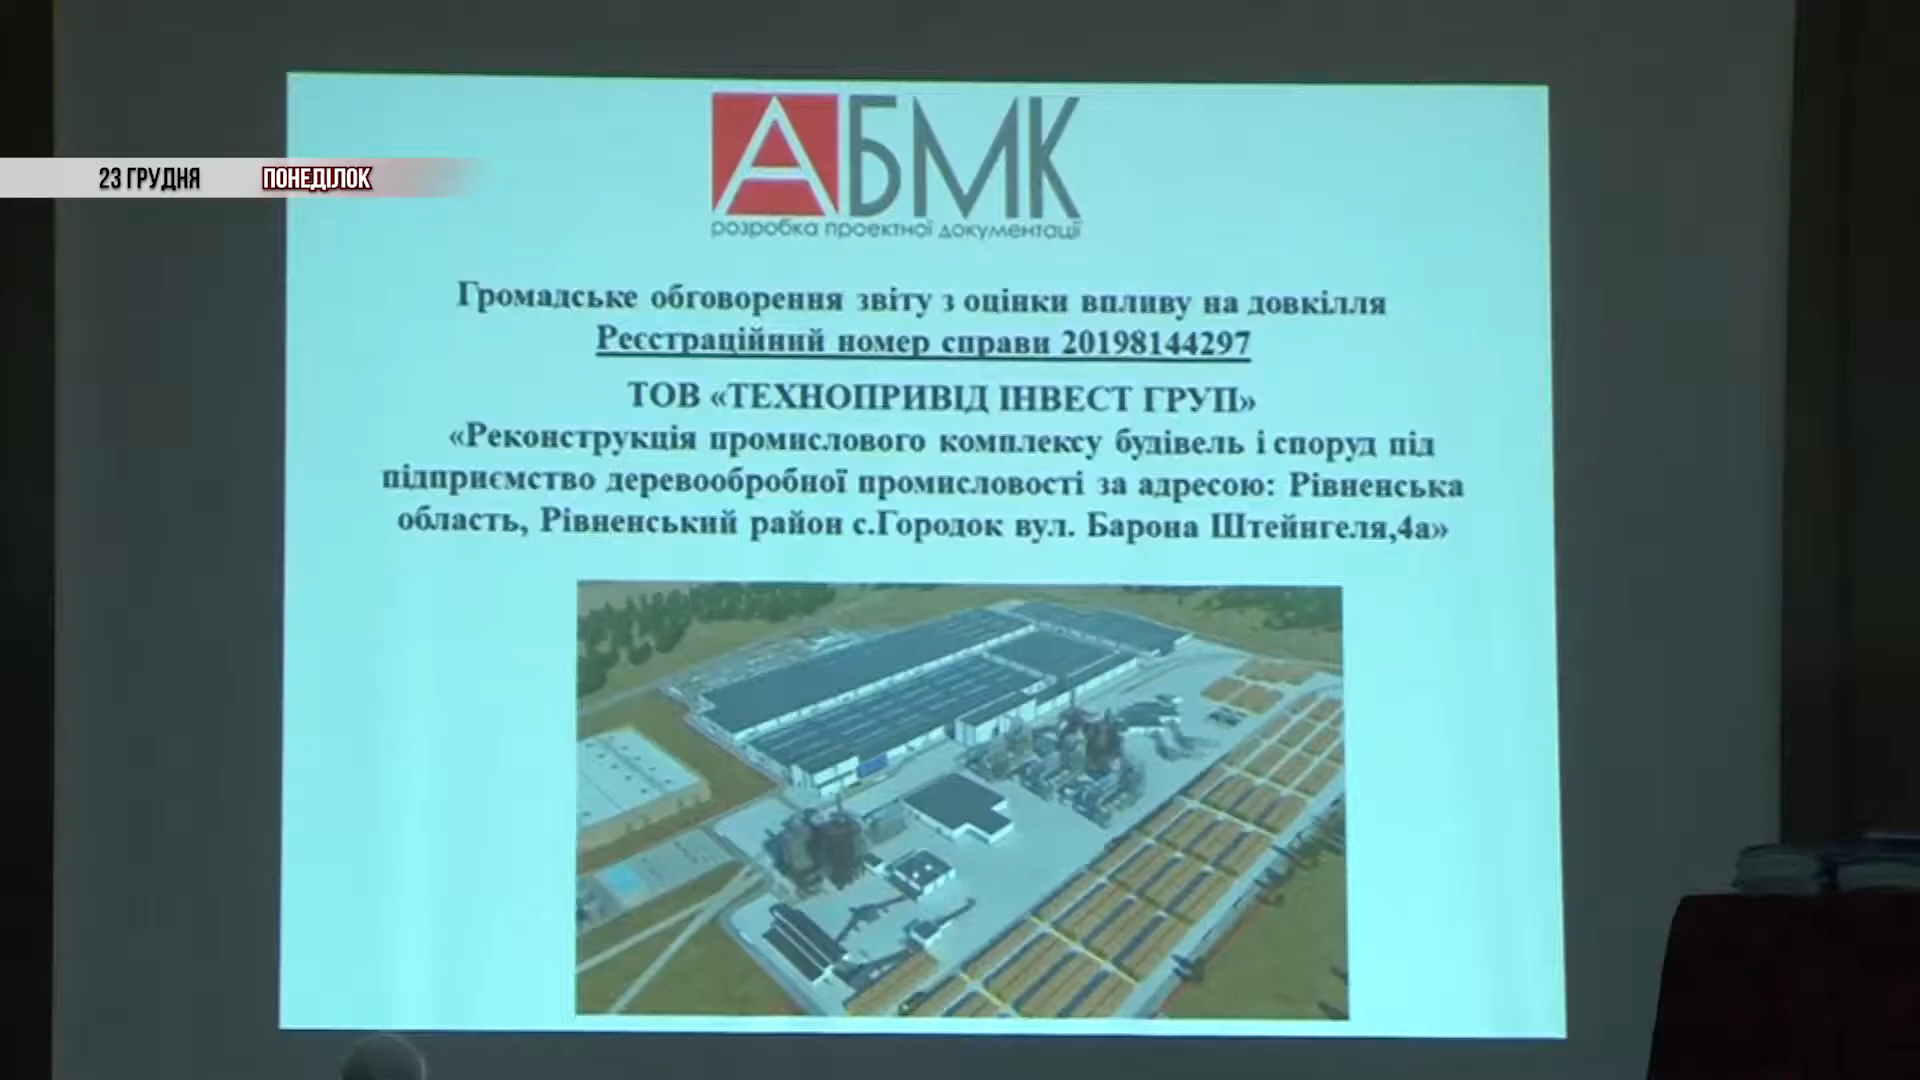 АБМК
розробка проектної документації
23 ГРУДНЯ ПОНЕДІЛОК
Громадське обговорення звіту з оцінки впливу на довкілля
Реєстраційний номер справи 20198144297
ТОВ «ТЕХНОПРИВІД ІНВЕСТ ГРУП»
«Реконструкція промислового комплексу будівель і споруд під
підприємство деревообробної промисловості за адресою: Рівненська
область, Рівненський район с.Городок вул. Барона Штейнгеля,4а»